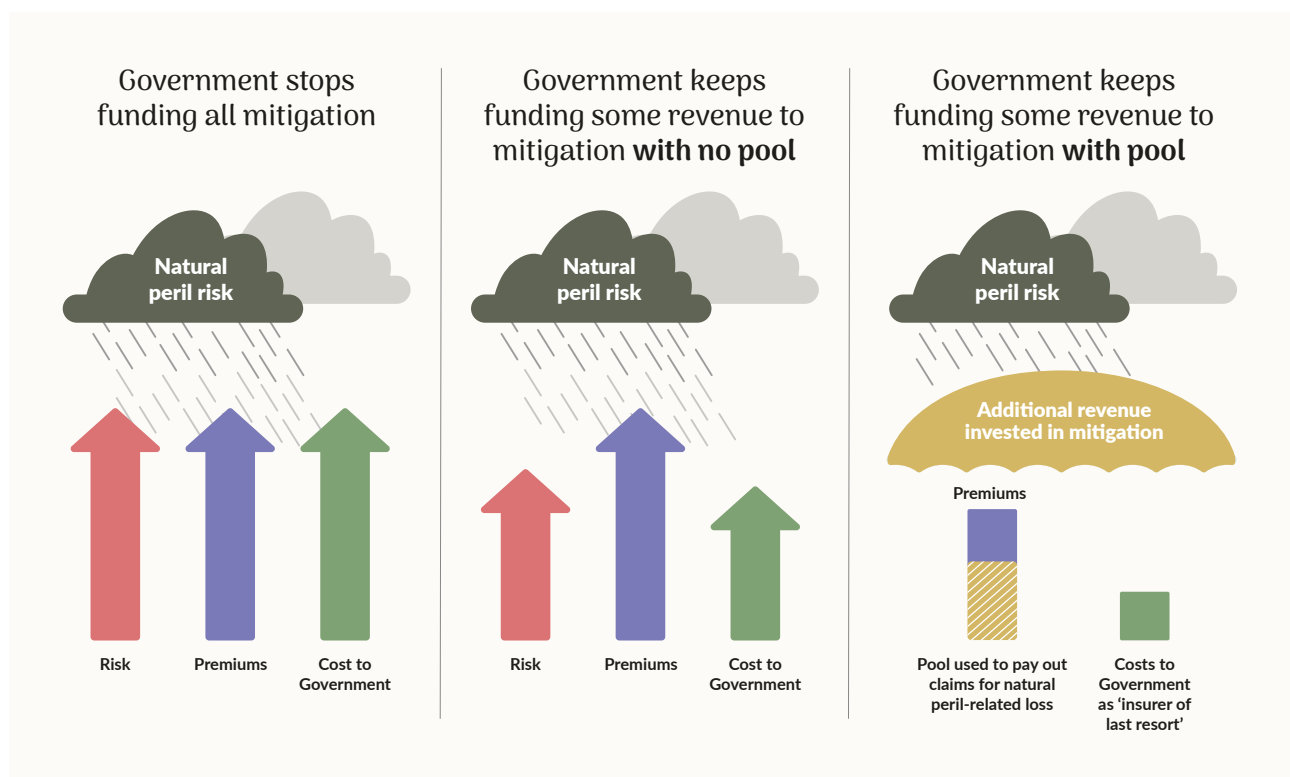 Government stops
funding all mitigation
Natural
peril risk
Risk
Premiums
Cost to
Government
Government keeps
funding some revenue to
mitigation with no pool
Natural
peril risk
Risk
Premiums
Cost to
Government
Government keeps
funding some revenue to
mitigation with pool
Natural
peril risk
Additional revenue
invested in mitigation
Premiums
Pool used to pay out
claims for natural
peril-related loss
Costs to
Government
as ‘insurer of
last resort’